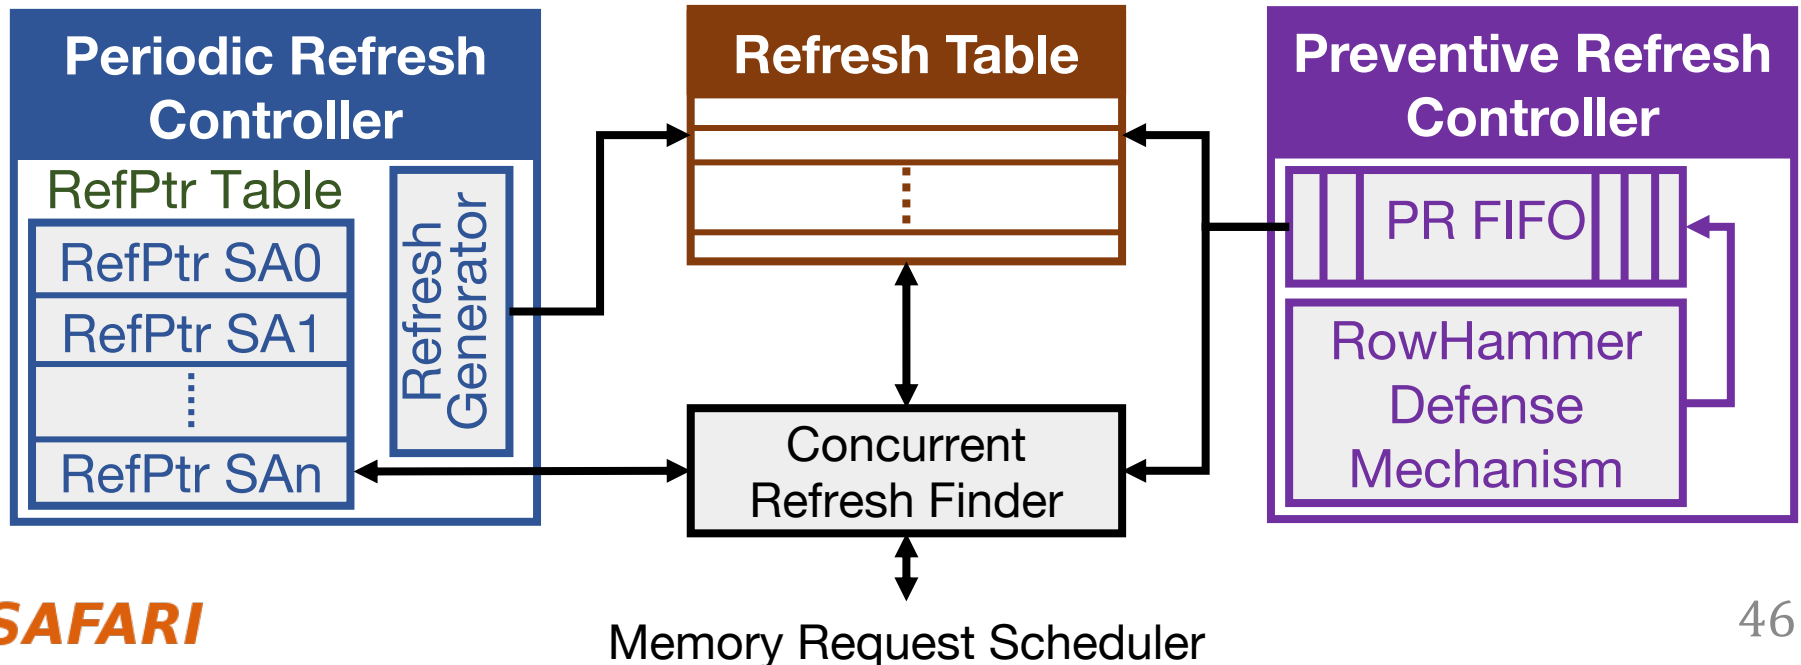 Periodic Refresh
Controller
RefPtr Table
RefPtr SA0
RefPtr SA1
RefPtr SAn
Refresh
Generator
Refresh Table
Concurrent
Refresh Finder
Memory Request Scheduler
Preventive Refresh
Controller
PR FIFO
RowHammer
Defense
Mechanism
SAFARI
46